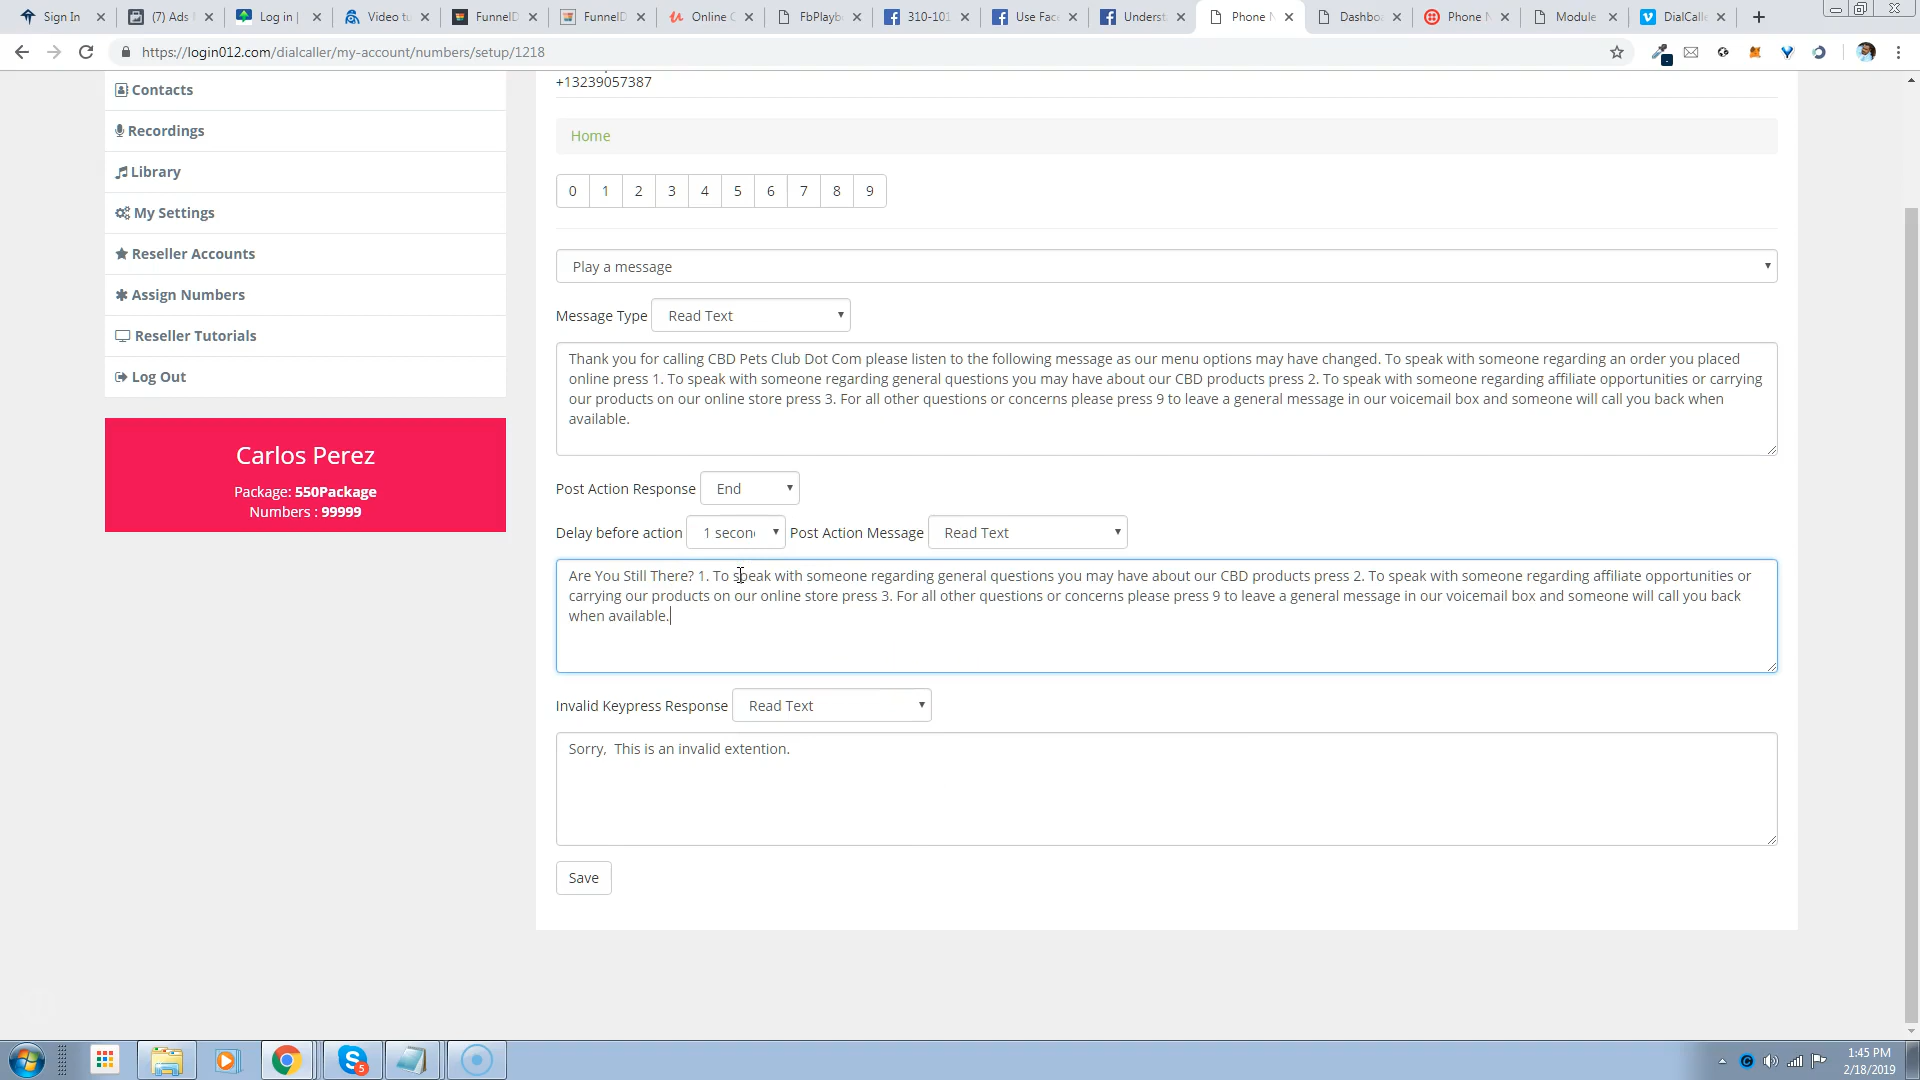 Sign In
(7) Ads
Log in |
Video tu
FunnelD
FunnelD
Online C
FbPlaybo
310-101
Use Fac
Underst
Phone N
Dashbo
Phone N
Module
DialCalle
https://login012.com/dialcaller/my-account/numbers/setup/1218
+13239057387
Contacts
Recordings
Library
My Settings
Reseller Accounts
Assign Numbers
Reseller Tutorials
Log Out
Carlos Perez
Package: 550Package
Numbers : 99999
Home
0 1 2 3 4 5 6 7 8 9
Play a message
Message Type Read Text
Thank you for calling CBD Pets Club Dot Com please listen to the following message as our menu options may have changed. To speak with someone regarding an order you placed
online press 1. To speak with someone regarding general questions you may have about our CBD products press 2. To speak with someone regarding affiliate opportunities or carrying
our products on our online store press 3. For all other questions or concerns please press 9 to leave a general message in our voicemail box and someone will call you back when
available.
Post Action Response End
Delay before action 1 secon Post Action Message Read Text
Are You Still There? 1. To speak with someone regarding general questions you may have about our CBD products press 2. To speak with someone regarding affiliate opportunities or
carrying our products on our online store press 3. For all other questions or concerns please press 9 to leave a general message in our voicemail box and someone will call you back
when available.
Invalid Keypress Response Read Text
Sorry,  This is an invalid extention.
Save
5
1:45 PM
2/18/2019